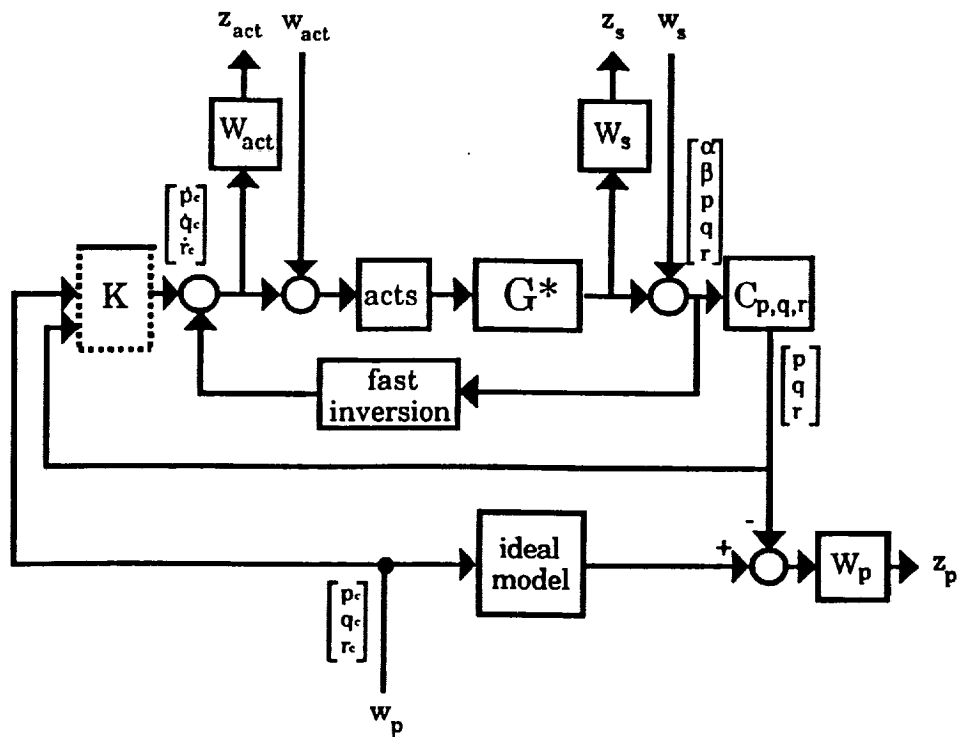 z_act
w_act
z_s
w_s
W_act
W_s
α
β
p
q
r
ṗ_c
q̇_c
ṙ_c
K
acts
G*
C_p,q,r
fast
inversion
p
q
r
ideal
model
-
+
W_p
z_p
p_c
q_c
r_c
w_p